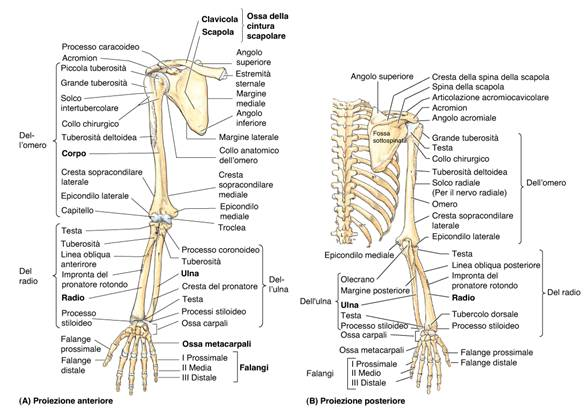 Clavicola
Scapola
Ossa della
cintura
scapolare
Processo caracoideo
Acromion
Piccola tuberosità
Grande tuberosità
Solco
intertubercolare
Collo chirurgico
Tuberosità deltoidea
Corpo
Cresta sopracondilare
laterale
Epicondilo laterale
Capitello
Del-
l'omero
Angolo
superiore
Estremità
sternale
Margine
mediale
Angolo
inferiore
Margine laterale
Collo anatomico
dell'omero
Cresta
sopracondilare
mediale
Epicondilo
mediale
Troclea
Testa
Tuberosità
Linea obliqua
anteriore
Impronta del
pronatore rotondo
Radio
Processo
stiloideo
Del
radio
Processo coronoideo
Tuberosità
Ulna
Cresta del pronatore
Testa
Processi stiloideo
Ossa carpali
Del-
l'ulna
Falange
prossimale
Falange
distale
Ossa metacarpali
I Prossimale
II Media
III Distale
Falangi
(A) Proiezione anteriore
Angolo superiore
Cresta della spina della scapola
Spina della scapola
Articolazione acromiocavicolare
Acromion
Angolo acromiale
Fossa
sottospinata
Grande tuberosità
Testa
Collo chirurgico
Tuberosità deltoidea
Solco radiale
(Per il nervo radiale)
Omero
Cresta sopracondilare
laterale
Epicondilo laterale
Dell'omero
Epicondilo mediale
Olecrano
Margine posteriore
Ulna
Testa
Processo stiloideo
Ossa carpali
Dell'ulna
Testa
Linea obliqua posteriore
Impronta del
pronatore rotondo
Radio
Tubercolo dorsale
Processo stiloideo
Del radio
Ossa metacarpali
I Prossimale
II Medio
III Distale
Falangi
Falange prossimale
Falange distale
(B) Proiezione posteriore